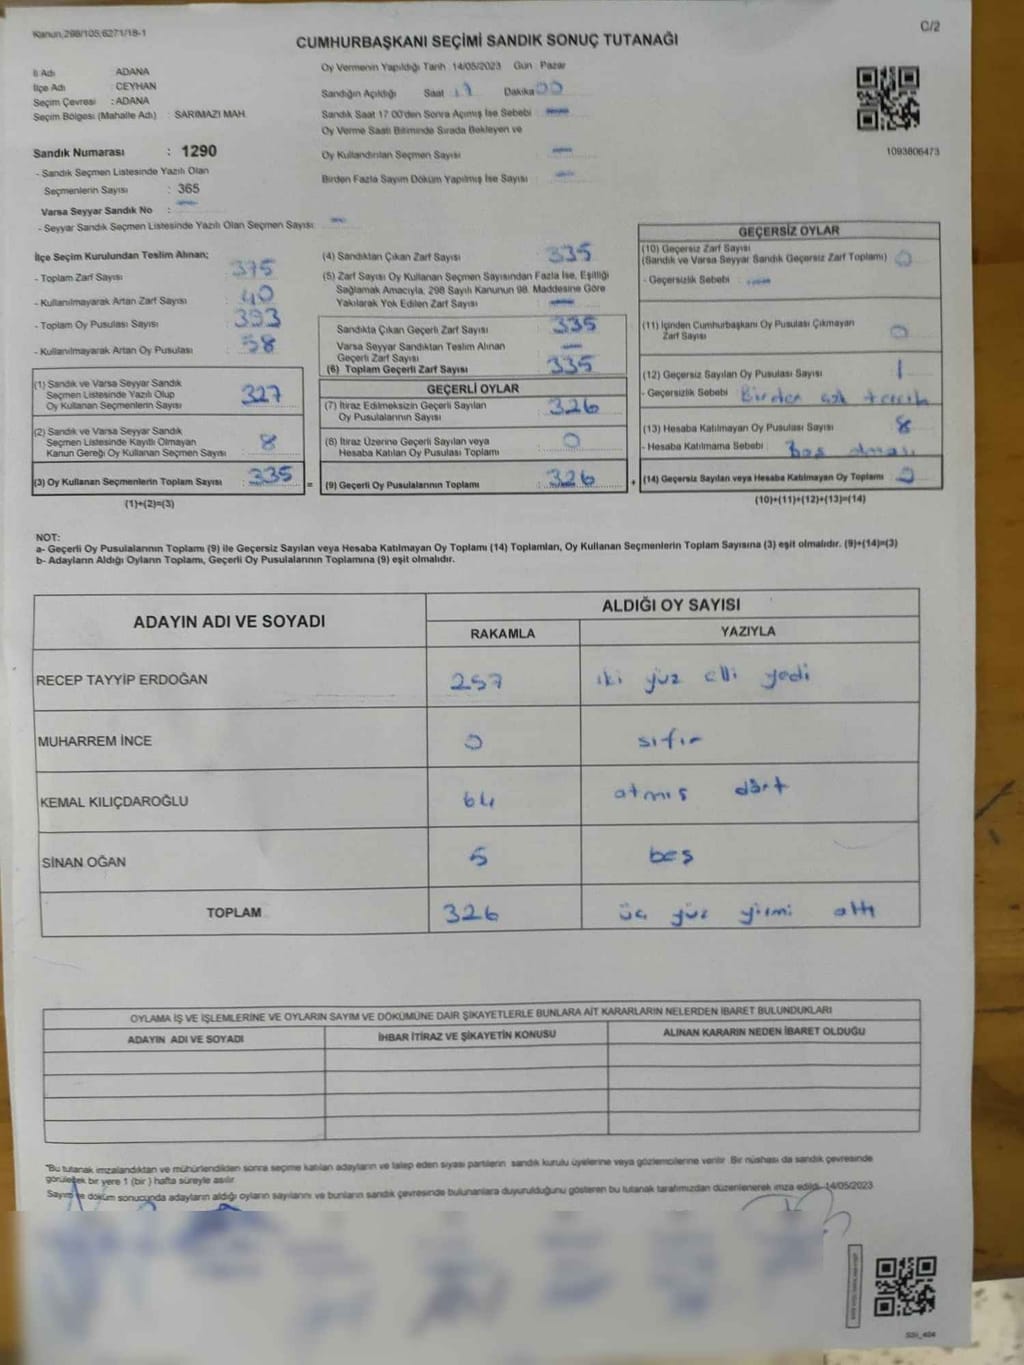 Kanun,298/105;6271/18-1
C/2
CUMHURBAŞKANI SEÇİMİ SANDIK SONUÇ TUTANAĞI
İl Adı : ADANA
İlçe Adı : CEYHAN
Seçim Çevresi : ADANA
Seçim Bölgesi (Mahalle Adı) : SARIMAZI MAH.
Sandık Numarası : 1290
- Sandık Seçmen Listesinde Yazılı Olan
Seçmenlerin Sayısı : 365
Varsa Seyyar Sandık No :
- Seyyar Sandık Seçmen Listesinde Yazılı Olan Seçmen Sayısı:
Oy Vermenin Yapıldığı Tarih :14/05/2023 Gün : Pazar
Sandığın Açıldığı Saat 17 Dakika 00
Sandık Saat 17 00'den Sonra Açımış İse Sebebi
Oy Verme Saati Bitiminde Sırada Bekleyen ve
Oy Kullandırılan Seçmen Sayısı
Birden Fazla Sayım Döküm Yapılmış İse Sayısı
1093806473
İlçe Seçim Kurulundan Teslim Alınan;
- Toplam Zarf Sayısı : 375
- Kullanılmayarak Artan Zarf Sayısı : 40
- Toplam Oy Pusulası Sayısı : 393
- Kullanılmayarak Artan Oy Pusulası : 58
(1) Sandık ve Varsa Seyyar Sandık
Seçmen Listesinde Yazılı Olup
Oy Kullanan Seçmenlerin Sayısı : 327
(2) Sandık ve Varsa Seyyar Sandık
Seçmen Listesinde Kayıtlı Olmayan
Kanun Gereği Oy Kullanan Seçmen Sayısı : 8
(3) Oy Kullanan Seçmenlerin Toplam Sayısı : 335
(1)+(2)=(3)
=
(4) Sandıktan Çıkan Zarf Sayısı : 335
(5) Zarf Sayısı Oy Kullanan Seçmen Sayısından Fazla İse, Eşitliği
Sağlamak Amacıyla, 298 Sayılı Kanunun 98. Maddesine Göre
Yakılarak Yok Edilen Zarf Sayısı :
Sandıkta Çıkan Geçerli Zarf Sayısı : 335
Varsa Seyyar Sandıktan Teslim Alınan
Geçerli Zarf Sayısı :
(6) Toplam Geçerli Zarf Sayısı : 335
GEÇERLİ OYLAR
(7) İtiraz Edilmeksizin Geçerli Sayılan
Oy Pusulalarının Sayısı : 326
(8) İtiraz Üzerine Geçerli Sayılan veya
Hesaba Katılan Oy Pusulası Toplamı : 0
(9) Geçerli Oy Pusulalarının Toplamı : 326
+
GEÇERSİZ OYLAR
(10) Geçersiz Zarf Sayısı
(Sandık ve Varsa Seyyar Sandık Geçersiz Zarf Toplamı) : 0
- Geçersizlik Sebebi :
(11) İçinden Cumhurbaşkanı Oy Pusulası Çıkmayan
Zarf Sayısı : 0
(12) Geçersiz Sayılan Oy Pusulası Sayısı : 1
- Geçersizlik Sebebi : Birden çok tercih
(13) Hesaba Katılmayan Oy Pusulası Sayısı : 8
- Hesaba Katılmama Sebebi : Boş olması
(14) Geçersiz Sayılan veya Hesaba Katılmayan Oy Toplamı :
(10)+(11)+(12)+(13)=(14)
NOT:
a- Geçerli Oy Pusulalarının Toplamı (9) ile Geçersiz Sayılan veya Hesaba Katılmayan Oy Toplamı (14) Toplamları, Oy Kullanan Seçmenlerin Toplam Sayısına (3) eşit olmalıdır. (9)+(14)=(3)
b- Adayların Aldığı Oyların Toplamı, Geçerli Oy Pusulalarının Toplamına (9) eşit olmalıdır.
ADAYIN ADI VE SOYADI
ALDIĞI OY SAYISI
RAKAMLA YAZIYLA
RECEP TAYYİP ERDOĞAN 257 iki yüz elli yedi
MUHARREM İNCE 0 sıfır
KEMAL KILIÇDAROĞLU 64 atmış dört
SİNAN OĞAN 5 beş
TOPLAM 326 üç yüz yirmi altı
OYLAMA İŞ VE İŞLEMLERİNE VE OYLARIN SAYIM VE DÖKÜMÜNE DAİR ŞİKAYETLERLE BUNLARA AİT KARARLARIN NELERDEN İBARET BULUNDUKLARI
ADAYIN ADI VE SOYADI İHBAR İTİRAZ VE ŞİKAYETİN KONUSU ALINAN KARARIN NEDEN İBARET OLDUĞU
*Bu tutanak imzalandıktan ve mühürlendikten sonra seçime katılan adayların ve talep eden siyasi partilerin sandık kurulu üyelerine veya gözlemcilerine verilir. Bir nüshası da sandık çevresinde
görülecek bir yere 1 (bir ) hafta süreyle asılır.
Sayım ve döküm sonucunda adayların aldığı oyların sayılarını ve bunların sandık çevresinde bulunanlara duyurulduğunu gösteren bu tutanak tarafımızdan düzenlenerek imza edildi. 14/05/2023